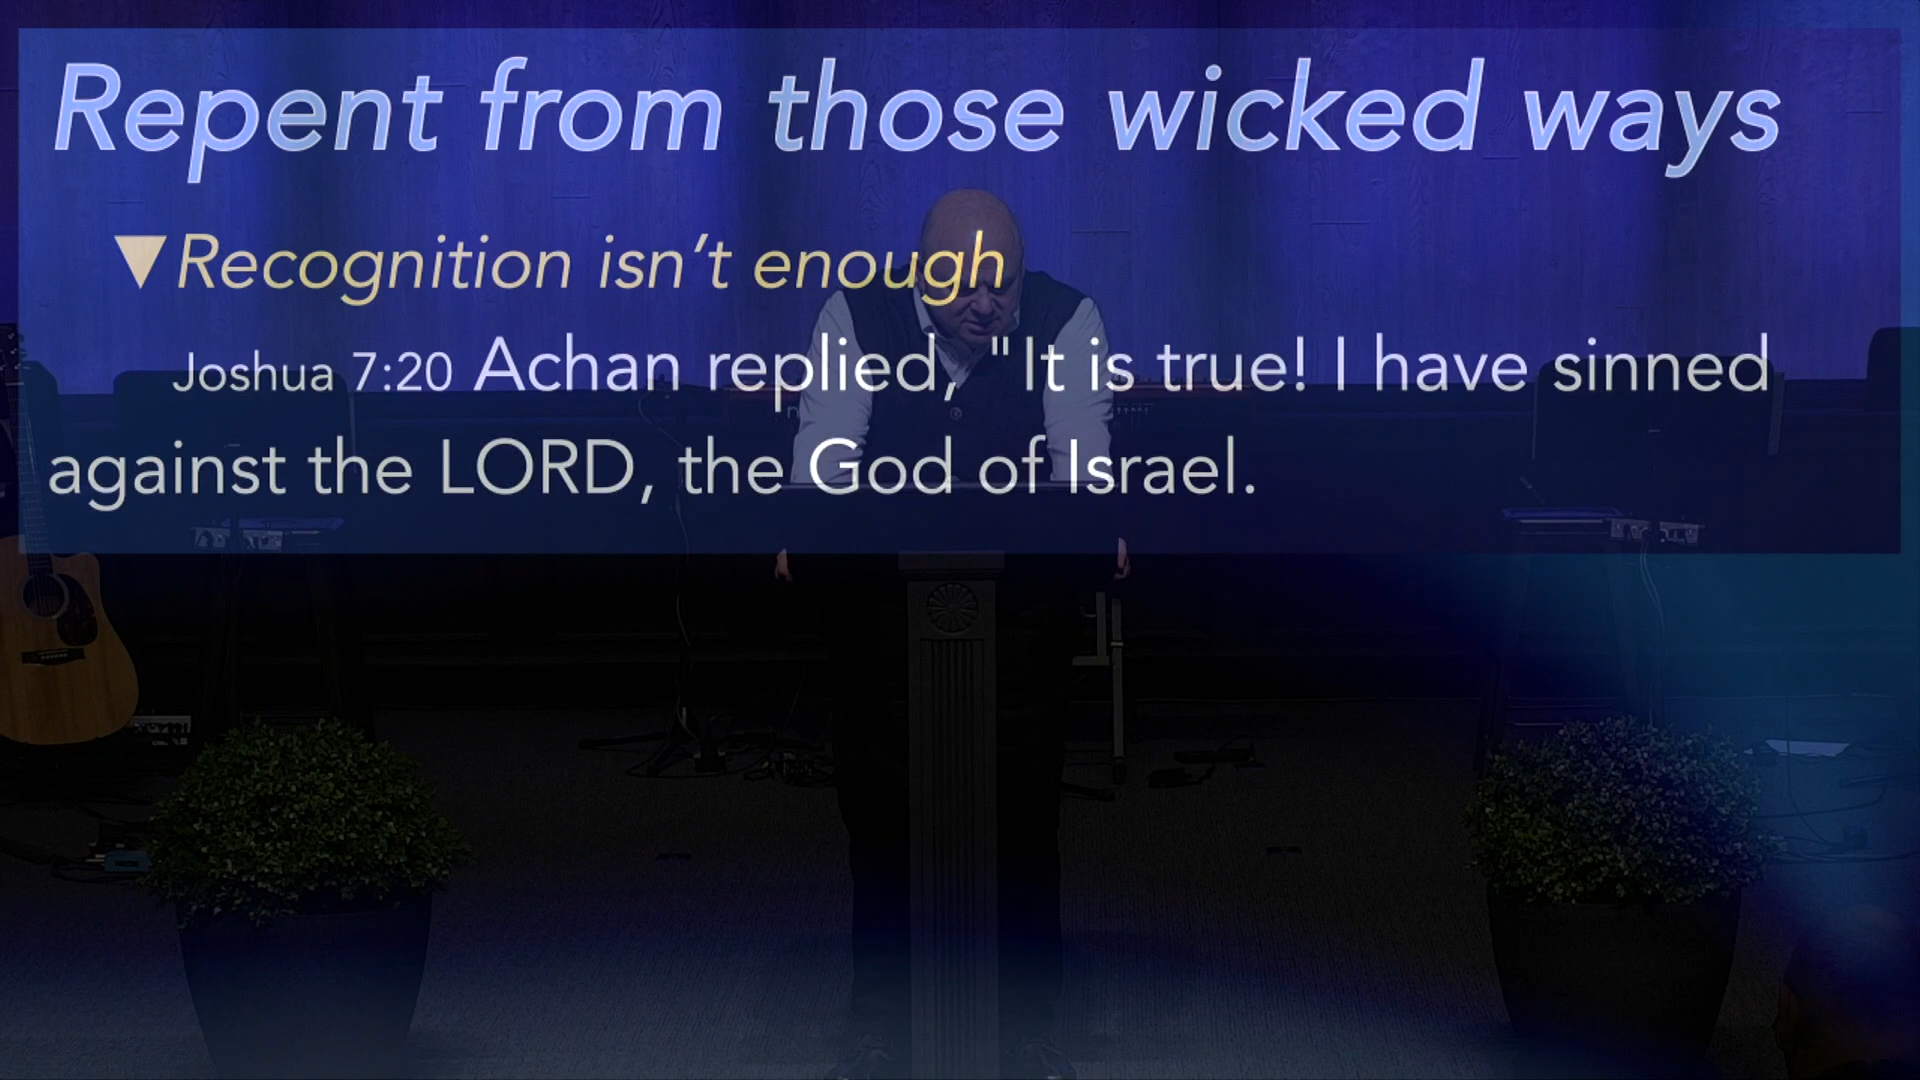 Repent from those wicked ways
▼Recognition isn’t enough
Joshua 7:20 Achan replied, "It is true! I have sinned
against the LORD, the God of Israel.